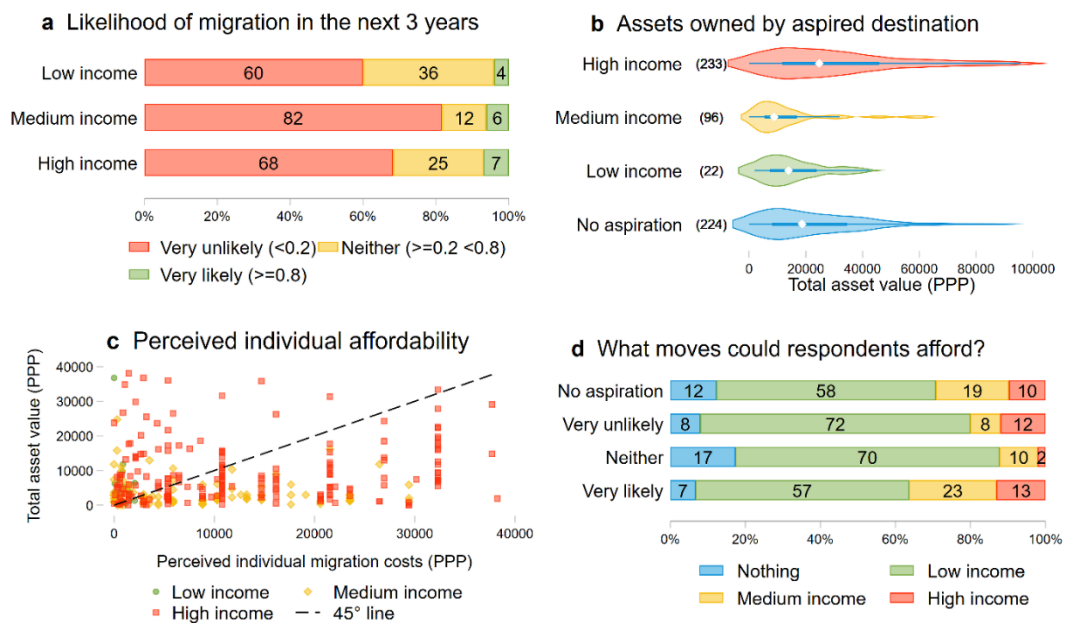 a Likelihood of migration in the next 3 years
Low income 60 36 4
Medium income 82 12 6
High income 68 25 7
0% 20% 40% 60% 80% 100%
Very unlikely (<0.2) Neither (>=0.2 <0.8)
Very likely (>=0.8)
b Assets owned by aspired destination
High income (233)
Medium income (96)
Low income (22)
No aspiration (224)
0 20000 40000 60000 80000 100000
Total asset value (PPP)
c Perceived individual affordability
Total asset value (PPP)
40000
30000
20000
10000
0
0 10000 20000 30000 40000
Perceived individual migration costs (PPP)
Low income Medium income
High income 45° line
d What moves could respondents afford?
No aspiration 12 58 19 10
Very unlikely 8 72 8 12
Neither 17 70 10 2
Very likely 7 57 23 13
0% 20% 40% 60% 80% 100%
Nothing Low income
Medium income High income